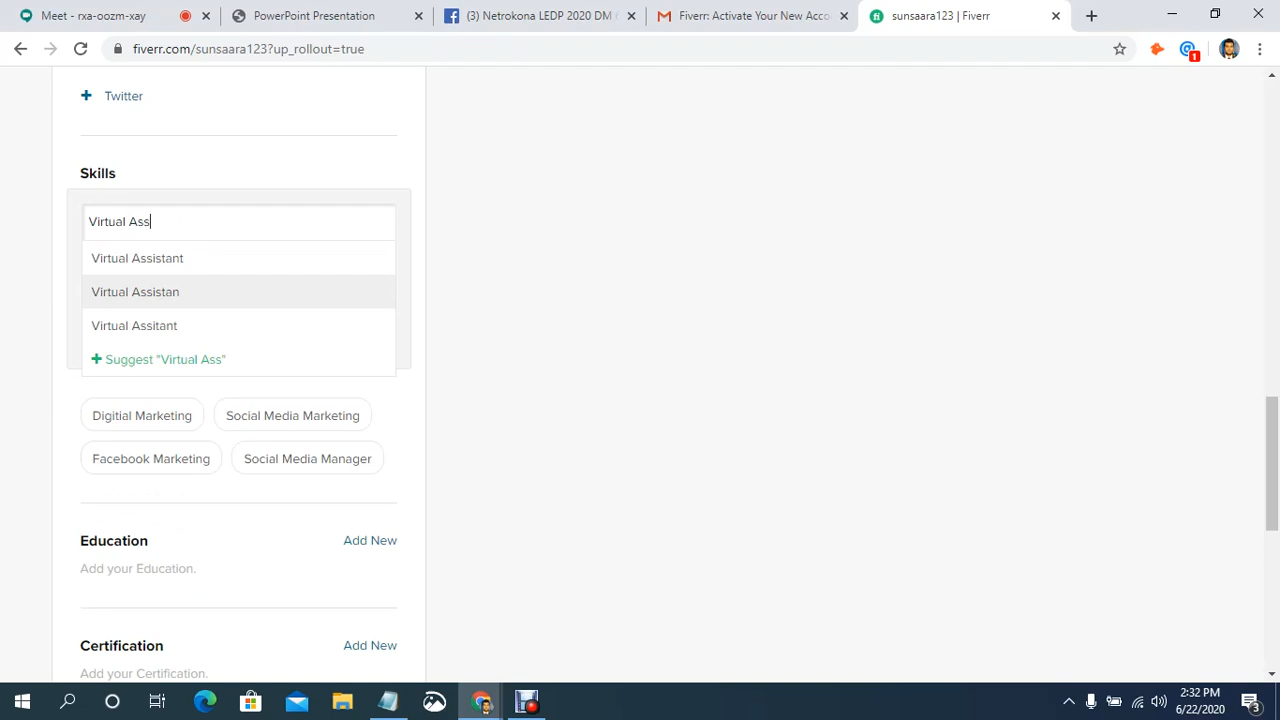 Meet - rxa-oozm-xay
PowerPoint Presentation
(3) Netrokona LEDP 2020 DM
Fiverr: Activate Your New Acco
sunsaara123 | Fiverr
fiverr.com/sunsaara123?up_rollout=true
1
Twitter
Skills
Virtual Ass
Virtual Assistant
Virtual Assistan
Virtual Assitant
+ Suggest "Virtual Ass"
Digitial Marketing
Social Media Marketing
Facebook Marketing
Social Media Manager
Education
Add New
Add your Education.
Certification
Add New
Add your Certification.
2:32 PM
6/22/2020
3